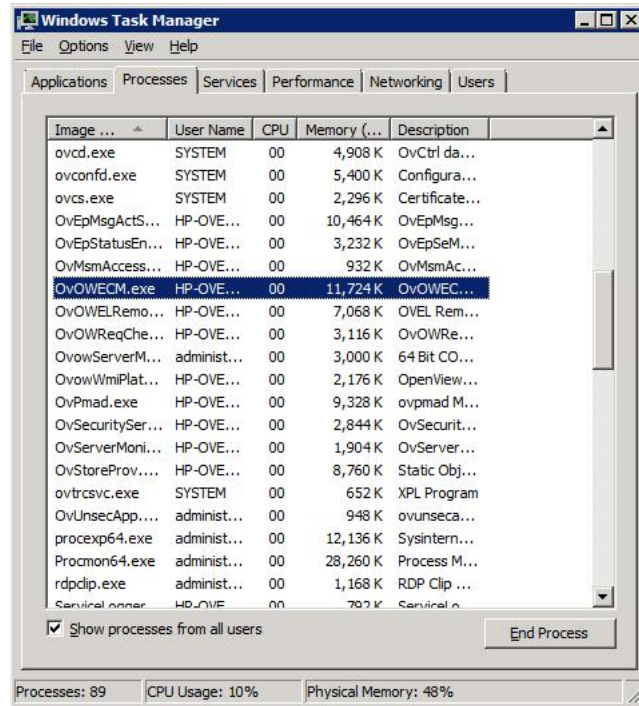 Windows Task Manager
File Options View Help
Applications Processes Services Performance Networking Users
Image ... User Name CPU Memory (... Description
ovcd.exe SYSTEM 00 4,908 K OvCtrl da...
ovconfd.exe SYSTEM 00 5,400 K Configura...
ovcs.exe SYSTEM 00 2,296 K Certificate...
OvEpMsgActS... HP-OVE... 00 10,464 K OvEpMsg...
OvEpStatusEn... HP-OVE... 00 3,232 K OvEpSeM...
OvMsmAccess... HP-OVE... 00 932 K OvMsmAc...
OvOWECM.exe HP-OVE... 00 11,724 K OvOWEC...
OvOWELRemo... HP-OVE... 00 7,068 K OVEL Rem...
OvOWReqChe... HP-OVE... 00 3,116 K OvOWRe...
OvowServerM... administ... 00 3,000 K 64 Bit CO...
OvowWmiPlat... HP-OVE... 00 2,176 K OpenView...
OvPmad.exe HP-OVE... 00 9,328 K ovpmad M...
OvSecuritySer... HP-OVE... 00 2,844 K OvSecurit...
OvServerMoni... HP-OVE... 00 1,904 K OvServer...
OvStoreProv.... HP-OVE... 00 8,760 K Static Obj...
ovtrcsvc.exe SYSTEM 00 652 K XPL Program
OvUnsecApp.... administ... 00 948 K ovunseca...
procexp64.exe administ... 00 12,136 K Sysintern...
Procmon64.exe administ... 00 28,260 K Process M...
rdpclip.exe administ... 00 1,168 K RDP Clip ...
ServiceLogger HP-OVE 00 792 K ServiceLo
Show processes from all users
End Process
Processes: 89 CPU Usage: 10% Physical Memory: 48%